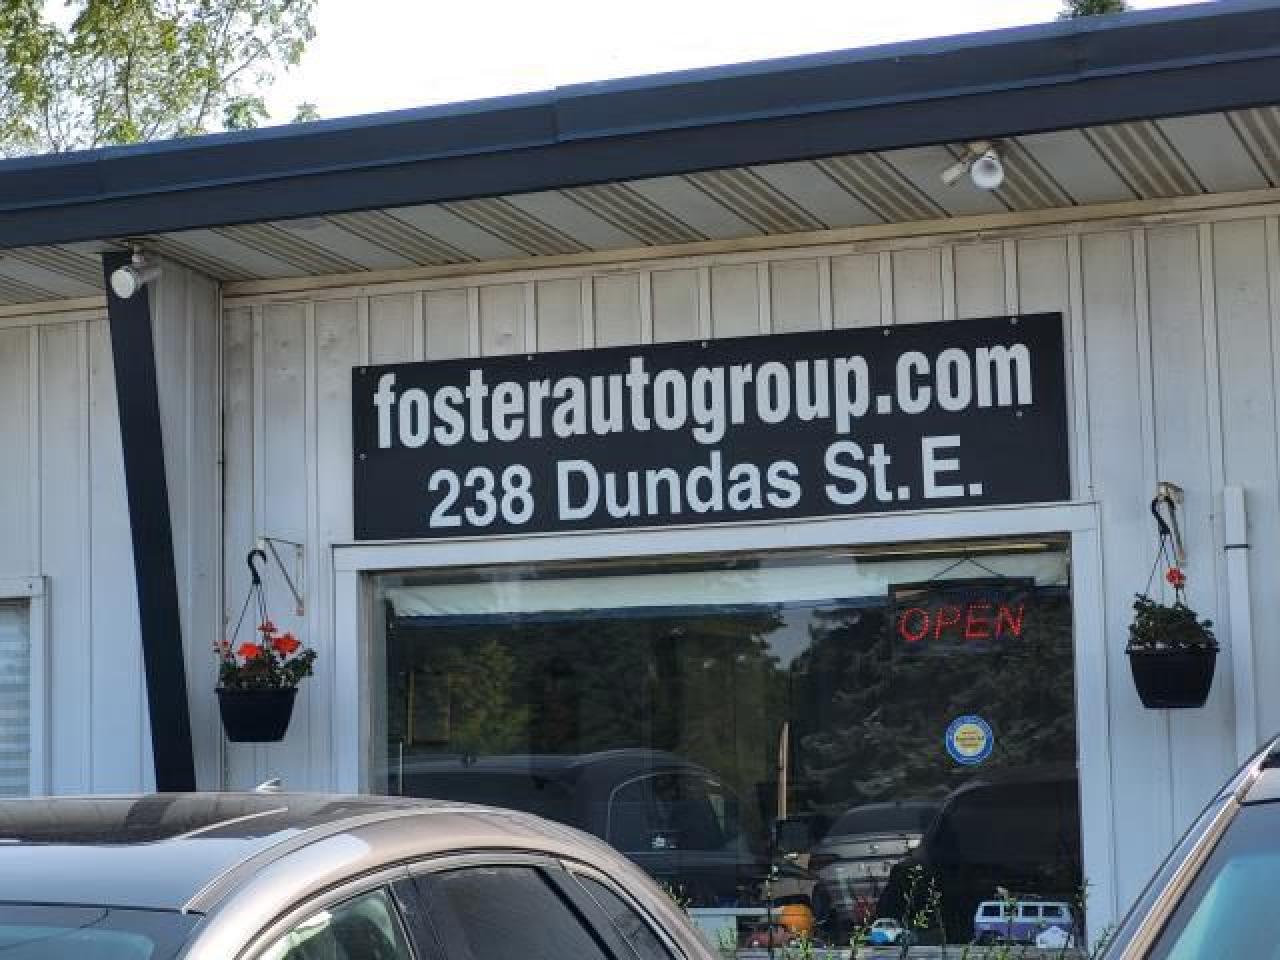 fosterautogroup.com
238 Dundas St. E.
OPEN